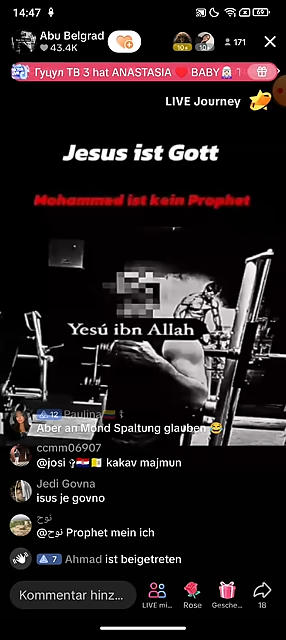 14:47
69
Abu Belgrad
43.4K
10+
10+
171
Гуцул ТВ 3 hat ANASTASIA ❤️BABY
LIVE Journey
Jesus ist Gott
Mohammed ist kein Prophet
Yesú ibn Allah
12 Paulina
Aber an Mond Spaltung glauben 😂
ccmm06907
@josi 🇭🇷🇻🇦 kakav majmun
Jedi Govna
isus je govno
نوح
@نوح Prophet mein ich
7 Ahmad ist beigetreten
Kommentar hinz...
LIVE mi...
Rose
Gesche...
18